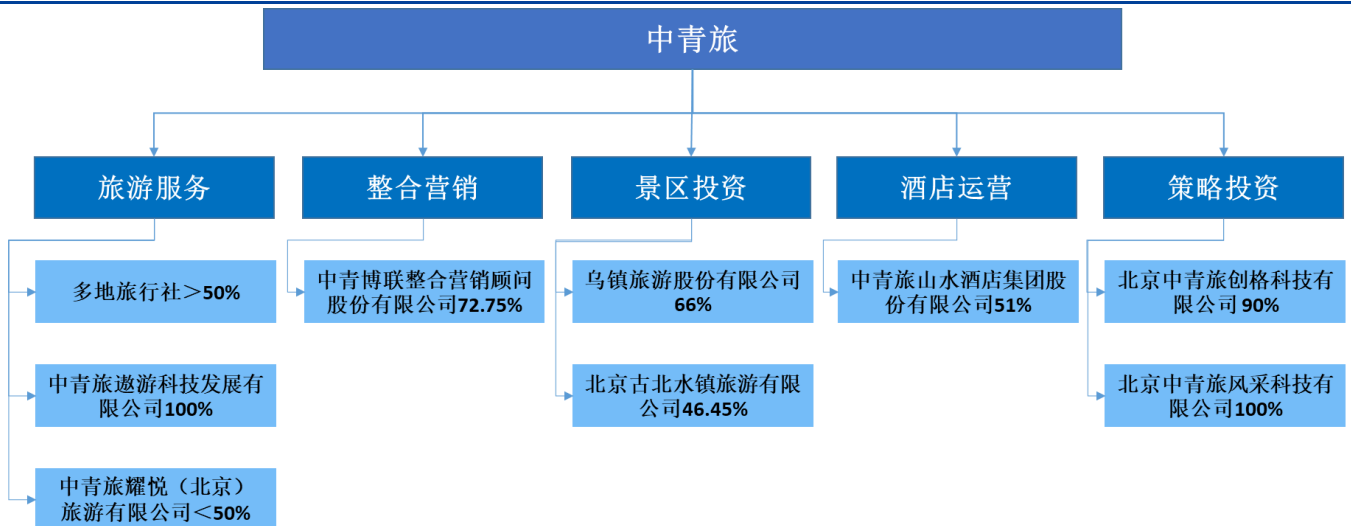 中青旅
旅游服务
整合营销
景区投资
酒店运营
策略投资
多地旅行社＞50%
中青旅遨游科技发展有
限公司100%
中青旅耀悦（北京）
旅游有限公司＜50%
中青博联整合营销顾问
股份有限公司72.75%
乌镇旅游股份有限公司
66%
北京古北水镇旅游有限
公司46.45%
中青旅山水酒店集团股
份有限公司51%
北京中青旅创格科技有
限公司 90%
北京中青旅风采科技有
限公司100%